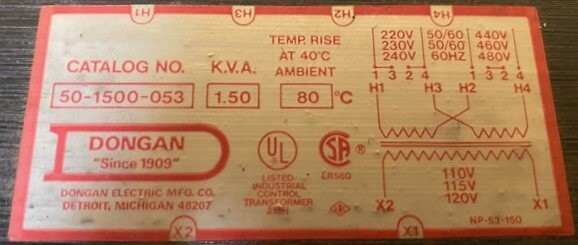 H1 H3 H2 H4
CATALOG NO. K.V.A.
TEMP. RISE
AT 40°C
AMBIENT
50-1500-053 1.50 80 °C
220V 50/60 440V
230V 50/60 460V
240V 60HZ 480V
1 3 2 4 1 3 2 4
H1 H3 H2 H4
DONGAN
"Since 1909"
DONGAN ELECTRIC MFG. CO.
DETROIT, MICHIGAN 48207
UL
LISTED
INDUSTRIAL
CONTROL
TRANSFORMER
SA
LR560
110V
115V
120V
X2 X1
NP-53-150
X2 X1